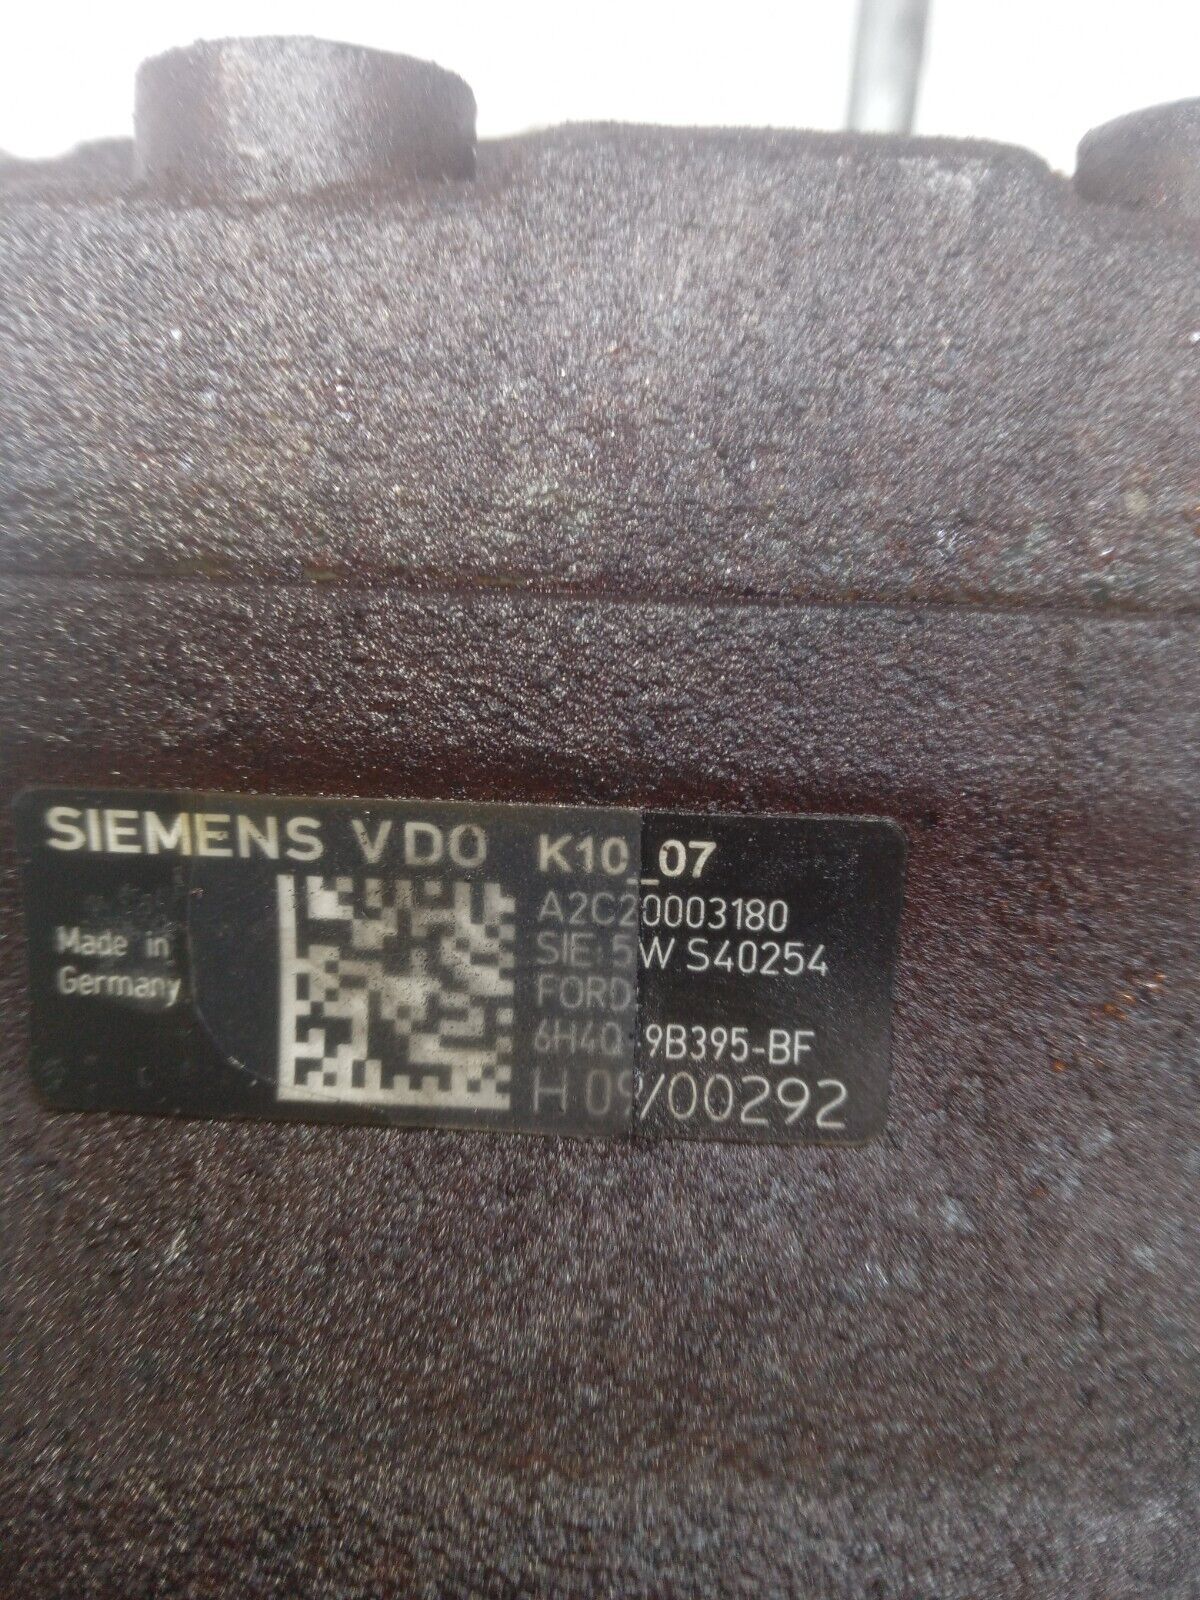 SIEMENS VDO K10_07
A2C20003180
SIE: 5W S40254
Made in
Germany
FORD
6H4Q-9B395-BF
H 09/00292